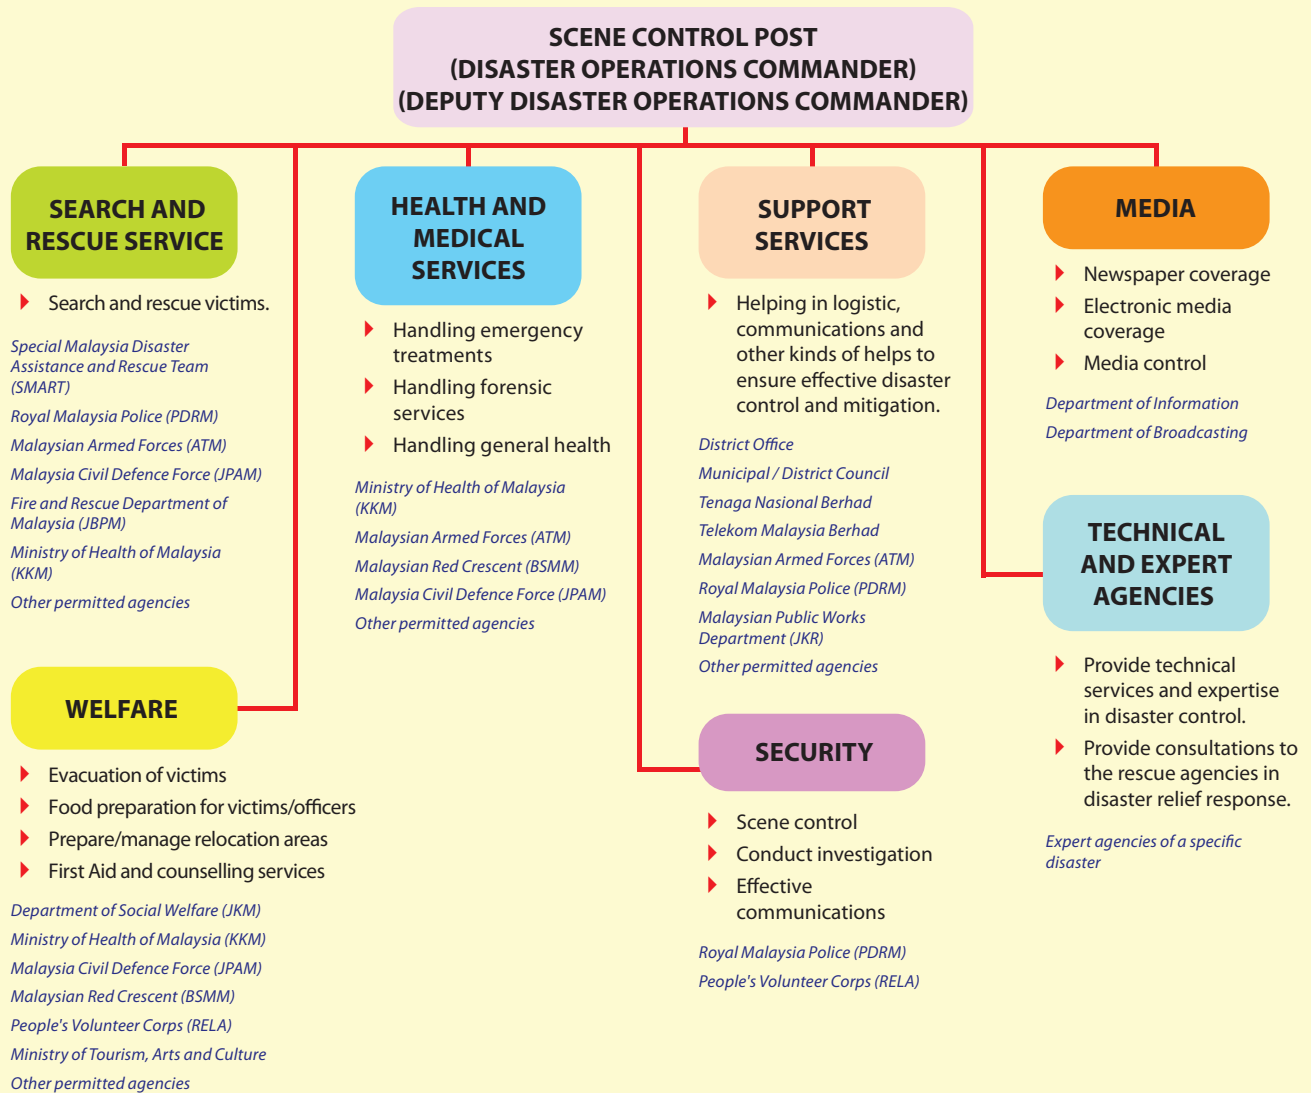 SCENE CONTROL POST
(DISASTER OPERATIONS COMMANDER)
(DEPUTY DISASTER OPERATIONS COMMANDER)
SEARCH AND
RESCUE SERVICE
Search and rescue victims.
Special Malaysia Disaster
Assistance and Rescue Team
(SMART)
Royal Malaysia Police (PDRM)
Malaysian Armed Forces (ATM)
Malaysia Civil Defence Force (JPAM)
Fire and Rescue Department of
Malaysia (JBPM)
Ministry of Health of Malaysia
(KKM)
Other permitted agencies
WELFARE
Evacuation of victims
Food preparation for victims/officers
Prepare/manage relocation areas
First Aid and counselling services
Department of Social Welfare (JKM)
Ministry of Health of Malaysia (KKM)
Malaysia Civil Defence Force (JPAM)
Malaysian Red Crescent (BSMM)
People's Volunteer Corps (RELA)
Ministry of Tourism, Arts and Culture
Other permitted agencies
HEALTH AND
MEDICAL
SERVICES
Handling emergency
treatments
Handling forensic
services
Handling general health
Ministry of Health of Malaysia
(KKM)
Malaysian Armed Forces (ATM)
Malaysian Red Crescent (BSMM)
Malaysia Civil Defence Force (JPAM)
Other permitted agencies
SUPPORT
SERVICES
Helping in logistic,
communications and
other kinds of helps to
ensure effective disaster
control and mitigation.
District Office
Municipal / District Council
Tenaga Nasional Berhad
Telekom Malaysia Berhad
Malaysian Armed Forces (ATM)
Royal Malaysia Police (PDRM)
Malaysian Public Works
Department (JKR)
Other permitted agencies
SECURITY
Scene control
Conduct investigation
Effective
communications
Royal Malaysia Police (PDRM)
People's Volunteer Corps (RELA)
MEDIA
Newspaper coverage
Electronic media
coverage
Media control
Department of Information
Department of Broadcasting
TECHNICAL
AND EXPERT
AGENCIES
Provide technical
services and expertise
in disaster control.
Provide consultations to
the rescue agencies in
disaster relief response.
Expert agencies of a specific
disaster